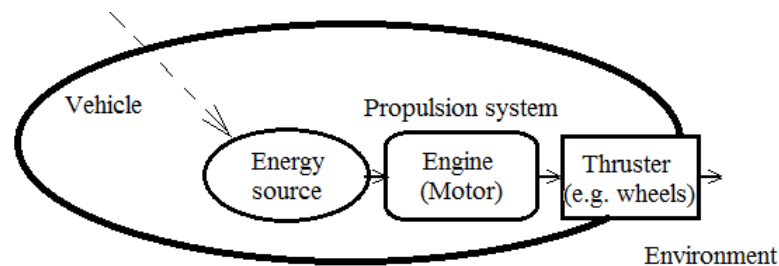 Vehicle
Propulsion system
Energy
source
Engine
(Motor)
Thruster
(e.g. wheels)
Environment